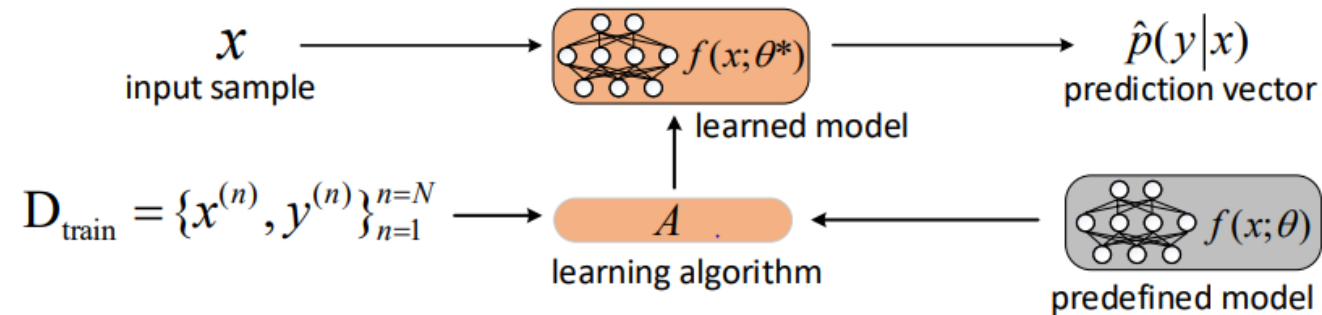 x
input sample
f(x;θ*)
learned model
p̂(y|x)
prediction vector
D_train = {x^(n), y^(n)}_{n=1}^{n=N}
A
learning algorithm
f(x;θ)
predefined model